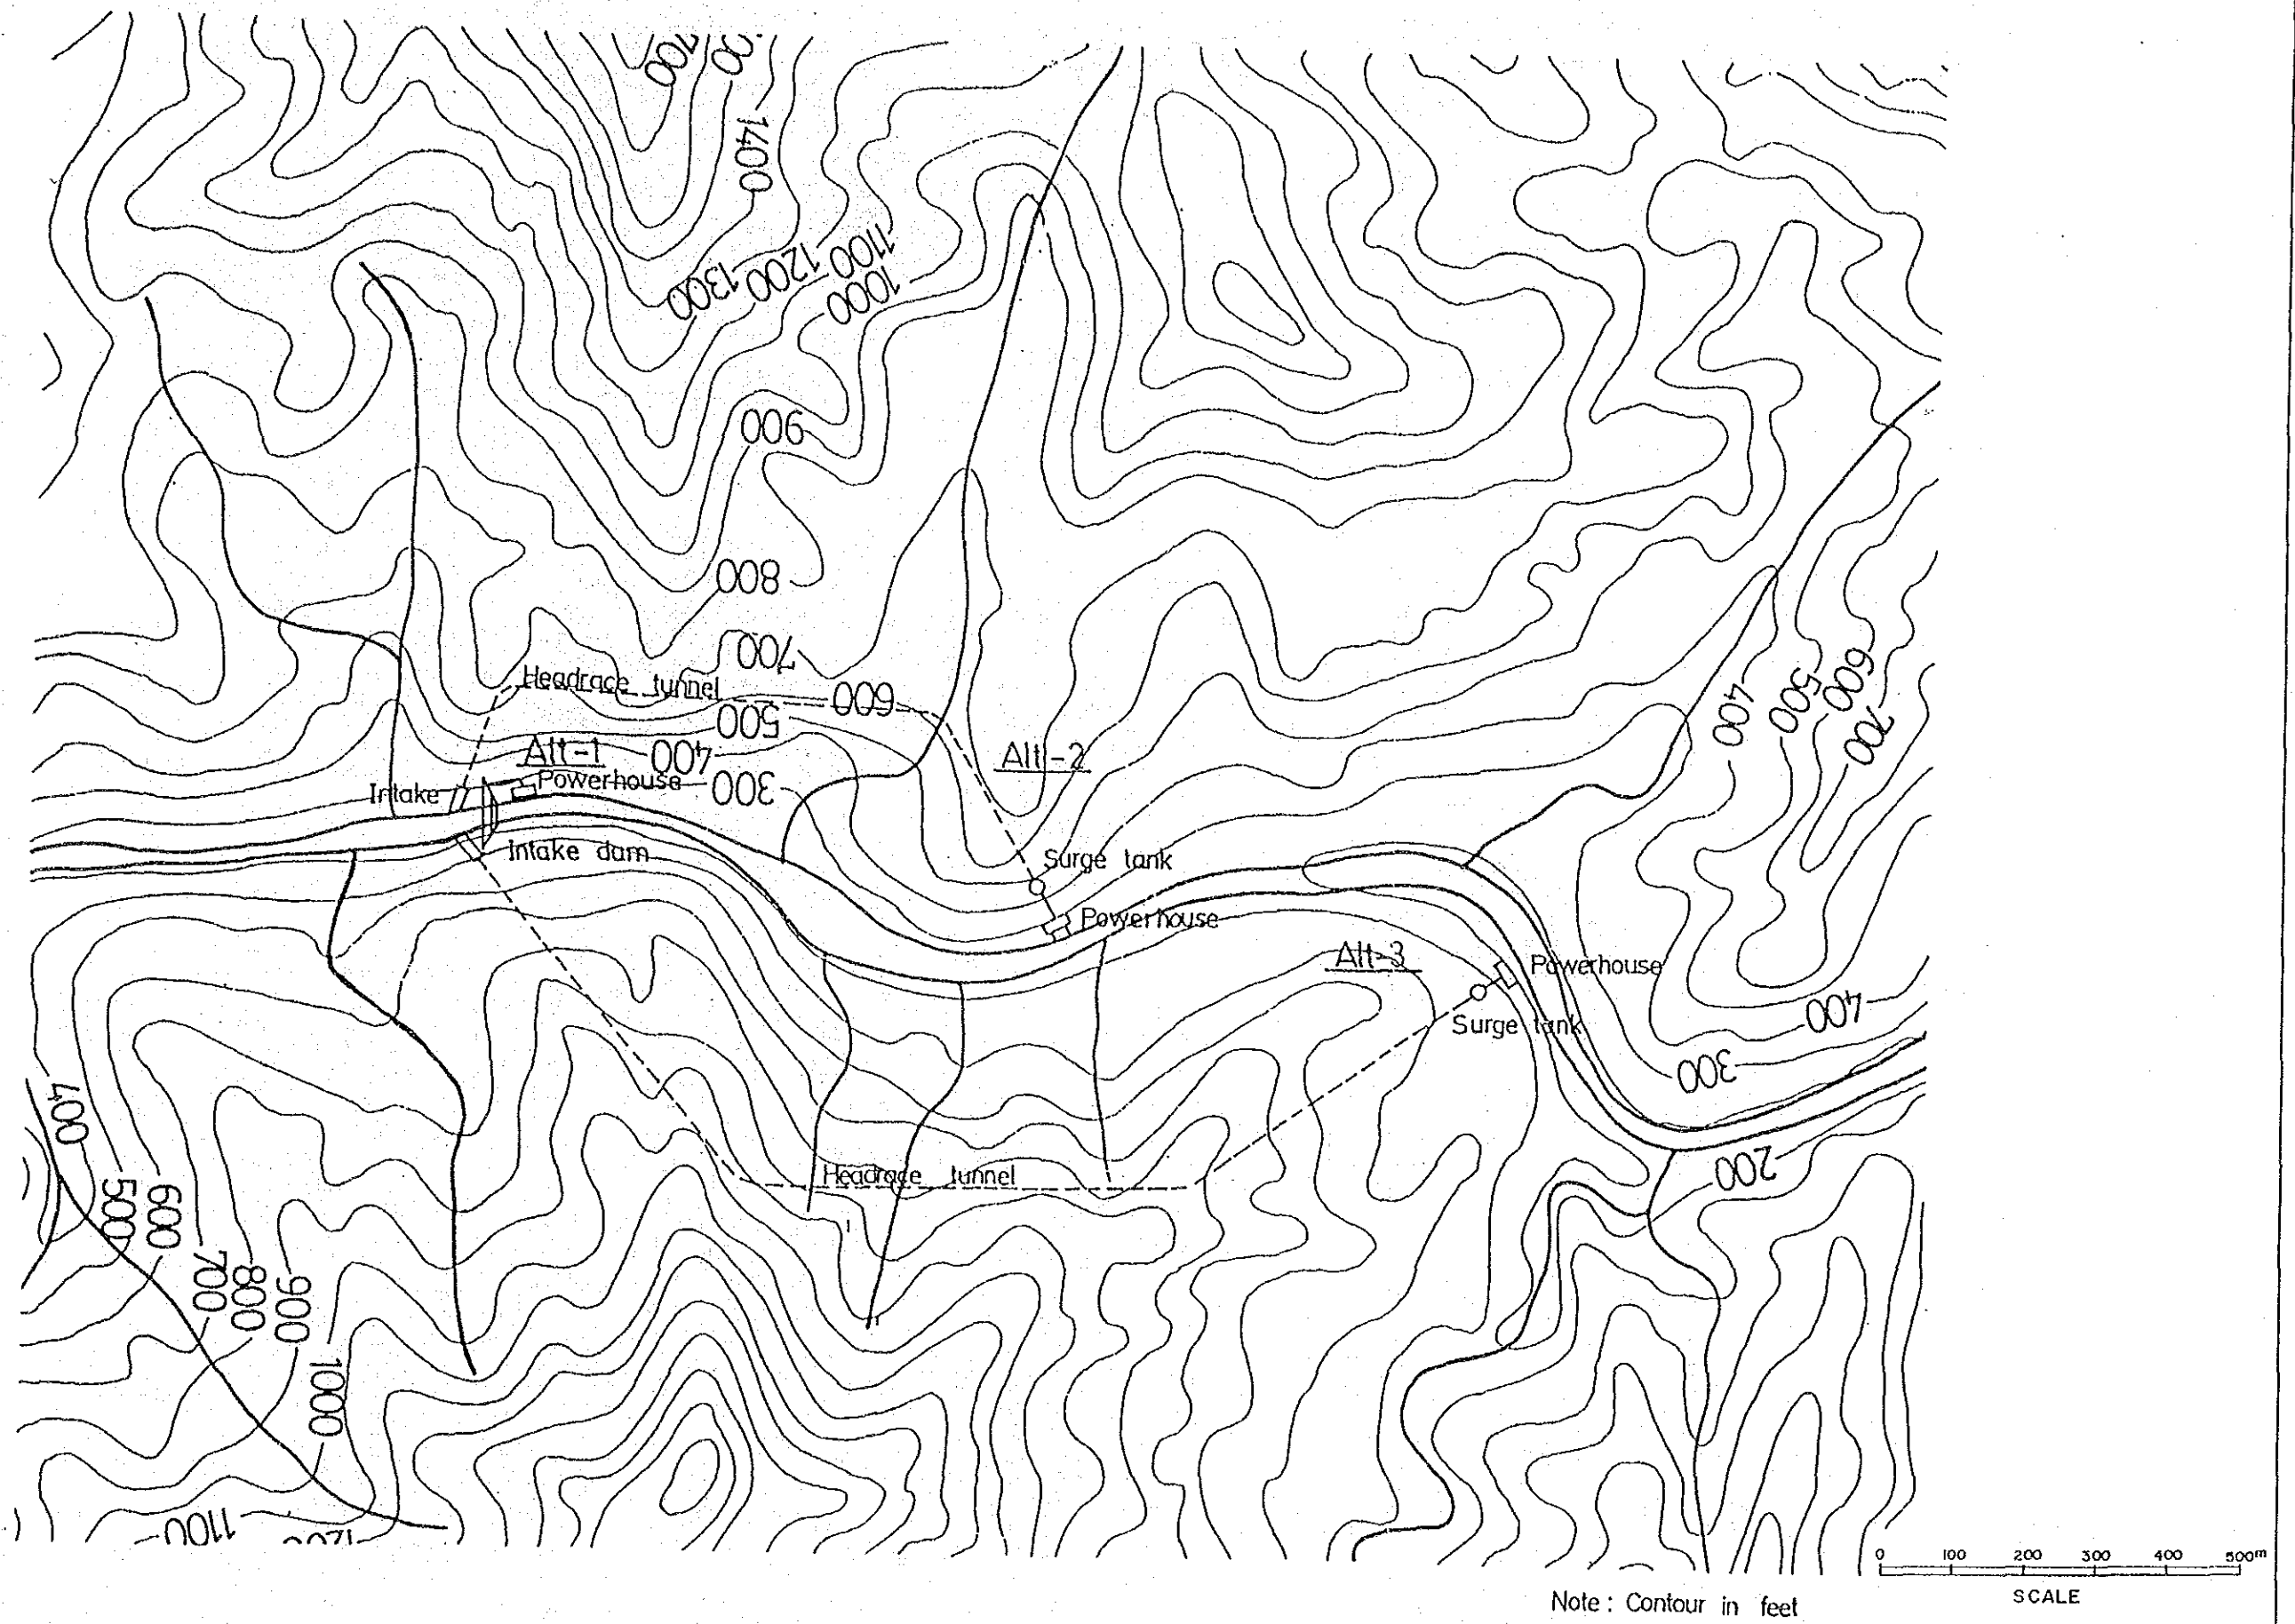 1400
1300 1200 1100
1000
900
800
700
Headrace tunnel
600
500
Alt-1
400
Alt-2
Intake
Powerhouse
300
Intake dam
Surge tank
Powerhouse
400
500
600
700
Alt-3
Powerhouse
Surge tank
400
300
200
Headrace tunnel
400
500
600
700
800
900
1000
1100
0 100 200 300 400 500m
SCALE
Note : Contour in feet